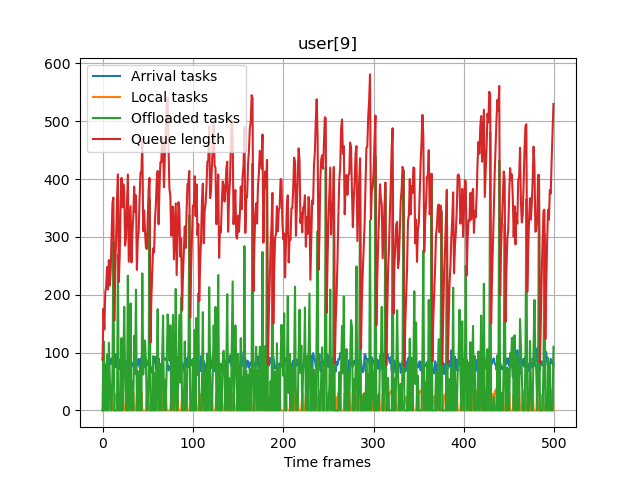 user[9]
600
500
400
300
200
100
0
Arrival tasks
Local tasks
Offloaded tasks
Queue length
0
100
200
300
400
500
Time frames